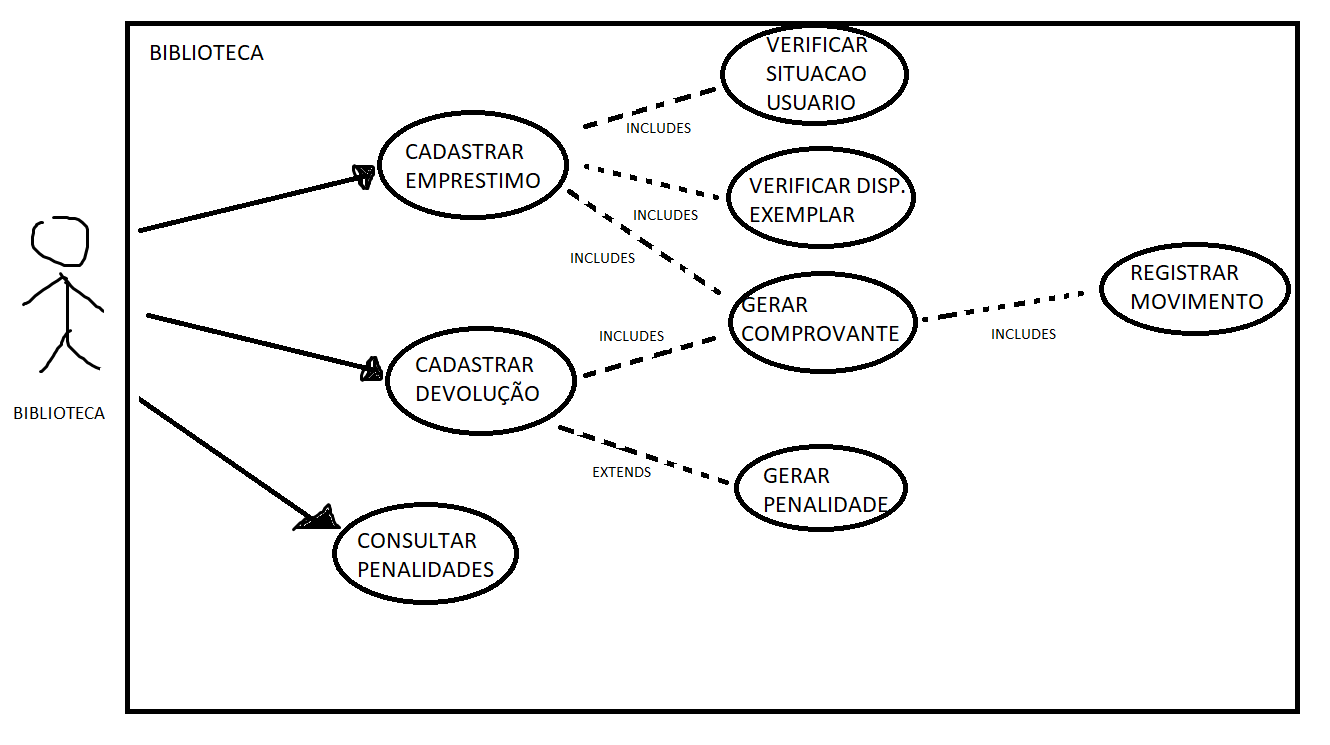 BIBLIOTECA
VERIFICAR
SITUACAO
USUARIO
INCLUDES
CADASTRAR
EMPRESTIMO
VERIFICAR DISP.
EXEMPLAR
INCLUDES
INCLUDES
GERAR
COMPROVANTE
REGISTRAR
MOVIMENTO
INCLUDES
INCLUDES
CADASTRAR
DEVOLUÇÃO
BIBLIOTECA
EXTENDS
GERAR
PENALIDADE
CONSULTAR
PENALIDADES